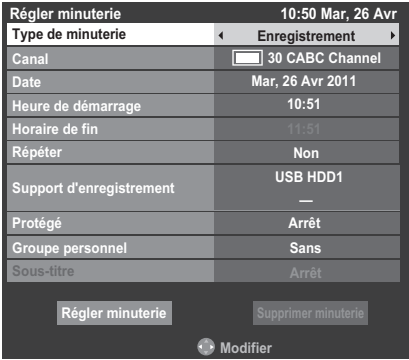 Régler minuterie 10:50 Mar, 26 Avr
Type de minuterie Enregistrement
Canal 30 CABC Channel
Date Mar, 26 Avr 2011
Heure de démarrage 10:51
Horaire de fin 11:51
Répéter Non
Support d'enregistrement USB HDD1
—
Protégé Arrêt
Groupe personnel Sans
Sous-titre Arrêt
Régler minuterie Supprimer minuterie
Modifier